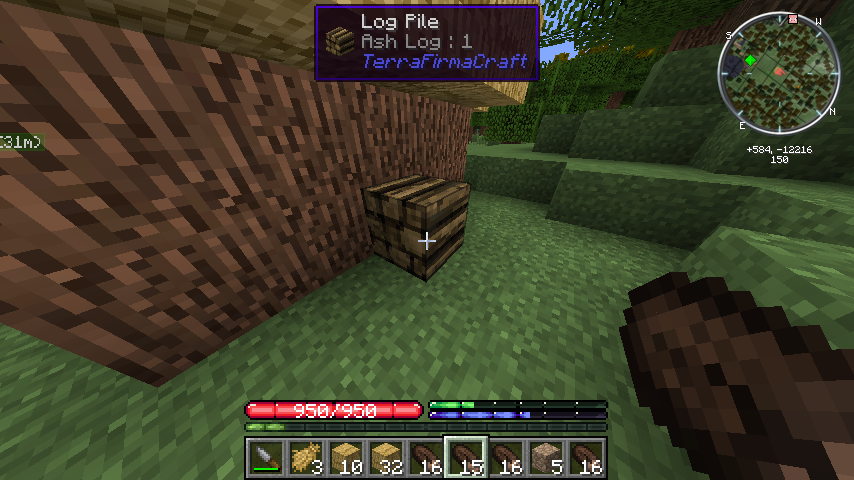 Log Pile
Ash Log : 1
TerraFirmaCraft
S
W
E
N
+584, -12216
150
(31m)
950/950
3
10
32
16
15
16
5
16